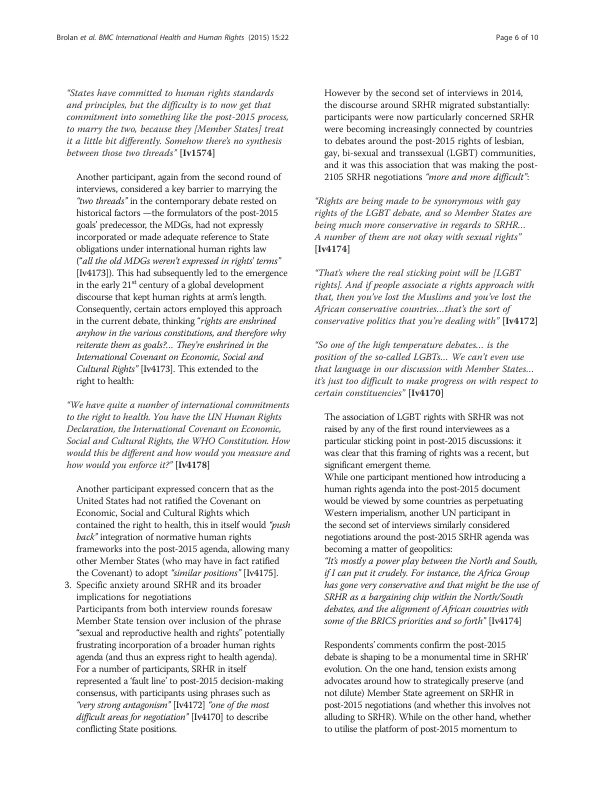 Brolan et al. BMC International Health and Human Rights (2015) 15:22
Page 6 of 10
“States have committed to human rights standards
and principles, but the difficulty is to now get that
commitment into something like the post-2015 process,
to marry the two, because they [Member States] treat
it a little bit differently. Somehow there’s no synthesis
between those two threads” [Iv1574]
Another participant, again from the second round of
interviews, considered a key barrier to marrying the
“two threads” in the contemporary debate rested on
historical factors —the formulators of the post-2015
goals’ predecessor, the MDGs, had not expressly
incorporated or made adequate reference to State
obligations under international human rights law
(“all the old MDGs weren’t expressed in rights’ terms”
[Iv4173]). This had subsequently led to the emergence
in the early 21st century of a global development
discourse that kept human rights at arm’s length.
Consequently, certain actors employed this approach
in the current debate, thinking “rights are enshrined
anyhow in the various constitutions, and therefore why
reiterate them as goals?... They’re enshrined in the
International Covenant on Economic, Social and
Cultural Rights” [Iv4173]. This extended to the
right to health:
“We have quite a number of international commitments
to the right to health. You have the UN Human Rights
Declaration, the International Covenant on Economic,
Social and Cultural Rights, the WHO Constitution. How
would this be different and how would you measure and
how would you enforce it?” [Iv4178]
Another participant expressed concern that as the
United States had not ratified the Covenant on
Economic, Social and Cultural Rights which
contained the right to health, this in itself would “push
back” integration of normative human rights
frameworks into the post-2015 agenda, allowing many
other Member States (who may have in fact ratified
the Covenant) to adopt “similar positions” [Iv4175].
3. Specific anxiety around SRHR and its broader
implications for negotiations
Participants from both interview rounds foresaw
Member State tension over inclusion of the phrase
“sexual and reproductive health and rights” potentially
frustrating incorporation of a broader human rights
agenda (and thus an express right to health agenda).
For a number of participants, SRHR in itself
represented a ‘fault line’ to post-2015 decision-making
consensus, with participants using phrases such as
“very strong antagonism” [Iv4172] “one of the most
difficult areas for negotiation” [Iv4170] to describe
conflicting State positions.
However by the second set of interviews in 2014,
the discourse around SRHR migrated substantially:
participants were now particularly concerned SRHR
were becoming increasingly connected by countries
to debates around the post-2015 rights of lesbian,
gay, bi-sexual and transsexual (LGBT) communities,
and it was this association that was making the post-
2105 SRHR negotiations “more and more difficult”:
“Rights are being made to be synonymous with gay
rights of the LGBT debate, and so Member States are
being much more conservative in regards to SRHR...
A number of them are not okay with sexual rights”
[Iv4174]
“That’s where the real sticking point will be [LGBT
rights]. And if people associate a rights approach with
that, then you’ve lost the Muslims and you’ve lost the
African conservative countries...that’s the sort of
conservative politics that you’re dealing with” [Iv4172]
“So one of the high temperature debates... is the
position of the so-called LGBTs... We can’t even use
that language in our discussion with Member States...
it’s just too difficult to make progress on with respect to
certain constituencies” [Iv4170]
The association of LGBT rights with SRHR was not
raised by any of the first round interviewees as a
particular sticking point in post-2015 discussions: it
was clear that this framing of rights was a recent, but
significant emergent theme.
While one participant mentioned how introducing a
human rights agenda into the post-2015 document
would be viewed by some countries as perpetuating
Western imperialism, another UN participant in
the second set of interviews similarly considered
negotiations around the post-2015 SRHR agenda was
becoming a matter of geopolitics:
“It’s mostly a power play between the North and South,
if I can put it crudely. For instance, the Africa Group
has gone very conservative and that might be the use of
SRHR as a bargaining chip within the North/South
debates, and the alignment of African countries with
some of the BRICS priorities and so forth” [Iv4174]
Respondents’ comments confirm the post-2015
debate is shaping to be a monumental time in SRHR’
evolution. On the one hand, tension exists among
advocates around how to strategically preserve (and
not dilute) Member State agreement on SRHR in
post-2015 negotiations (and whether this involves not
alluding to SRHR). While on the other hand, whether
to utilise the platform of post-2015 momentum to